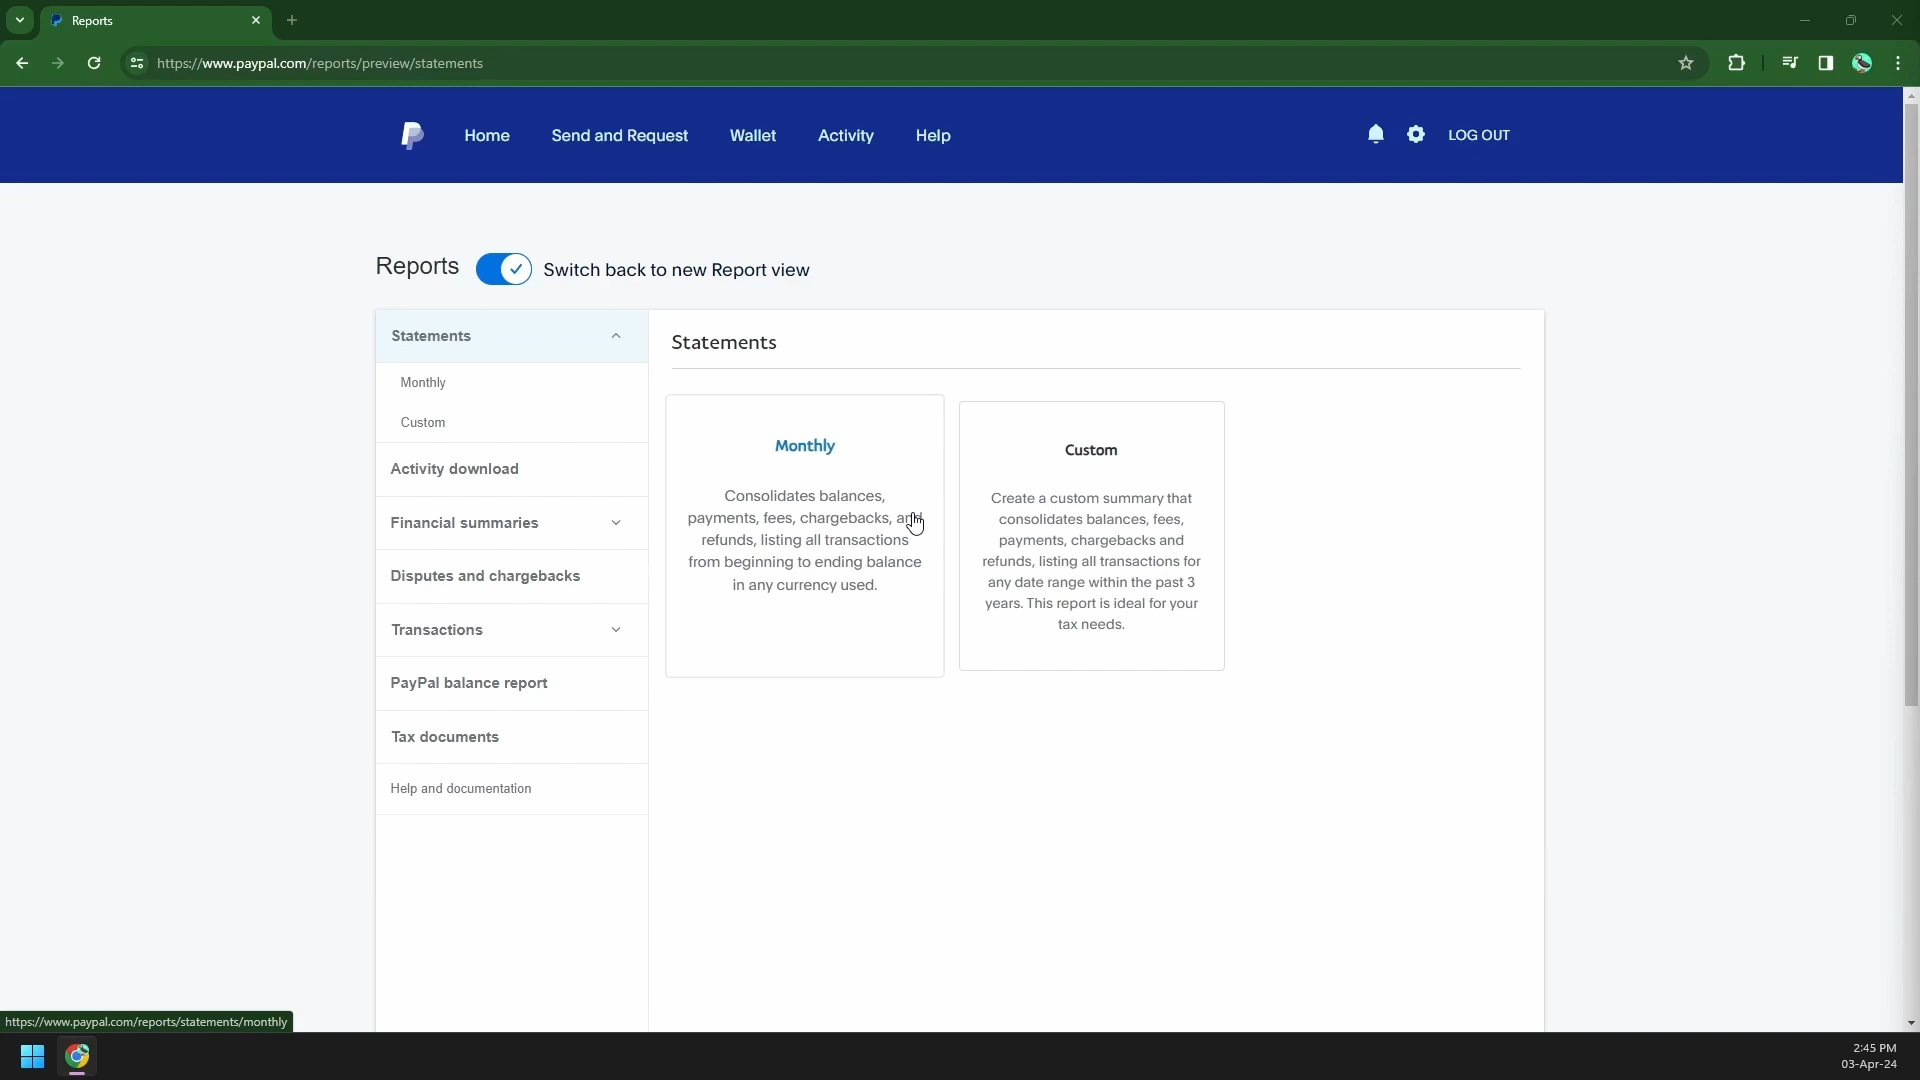 Reports
https://www.paypal.com/reports/preview/statements
Home
Send and Request
Wallet
Activity
Help
LOG OUT
Reports
Switch back to new Report view
Statements
Monthly
Custom
Activity download
Financial summaries
Disputes and chargebacks
Transactions
PayPal balance report
Tax documents
Help and documentation
Statements
Monthly
Consolidates balances,
payments, fees, chargebacks, and
refunds, listing all transactions
from beginning to ending balance
in any currency used.
Custom
Create a custom summary that
consolidates balances, fees,
payments, chargebacks and
refunds, listing all transactions for
any date range within the past 3
years. This report is ideal for your
tax needs.
https://www.paypal.com/reports/statements/monthly
2:45 PM
03-Apr-24